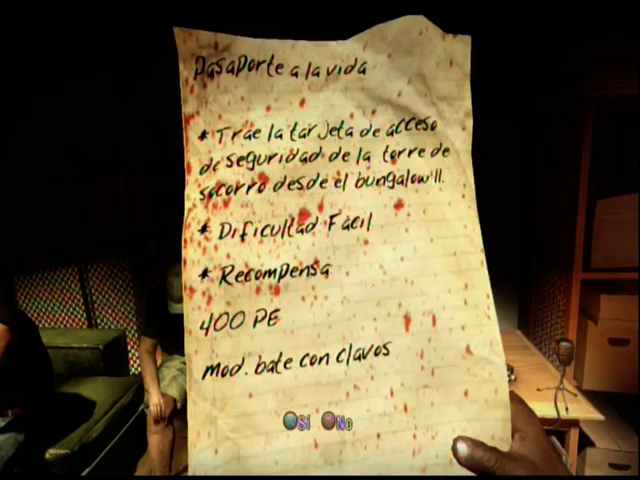 Pasaporte a la vida
* Trae la tarjeta de acceso
de seguridad de la torre de
socorro desde el bungalow 11.
* Dificultad Fácil
* Recompensa
400 PE
mod. bate con clavos
Sí No